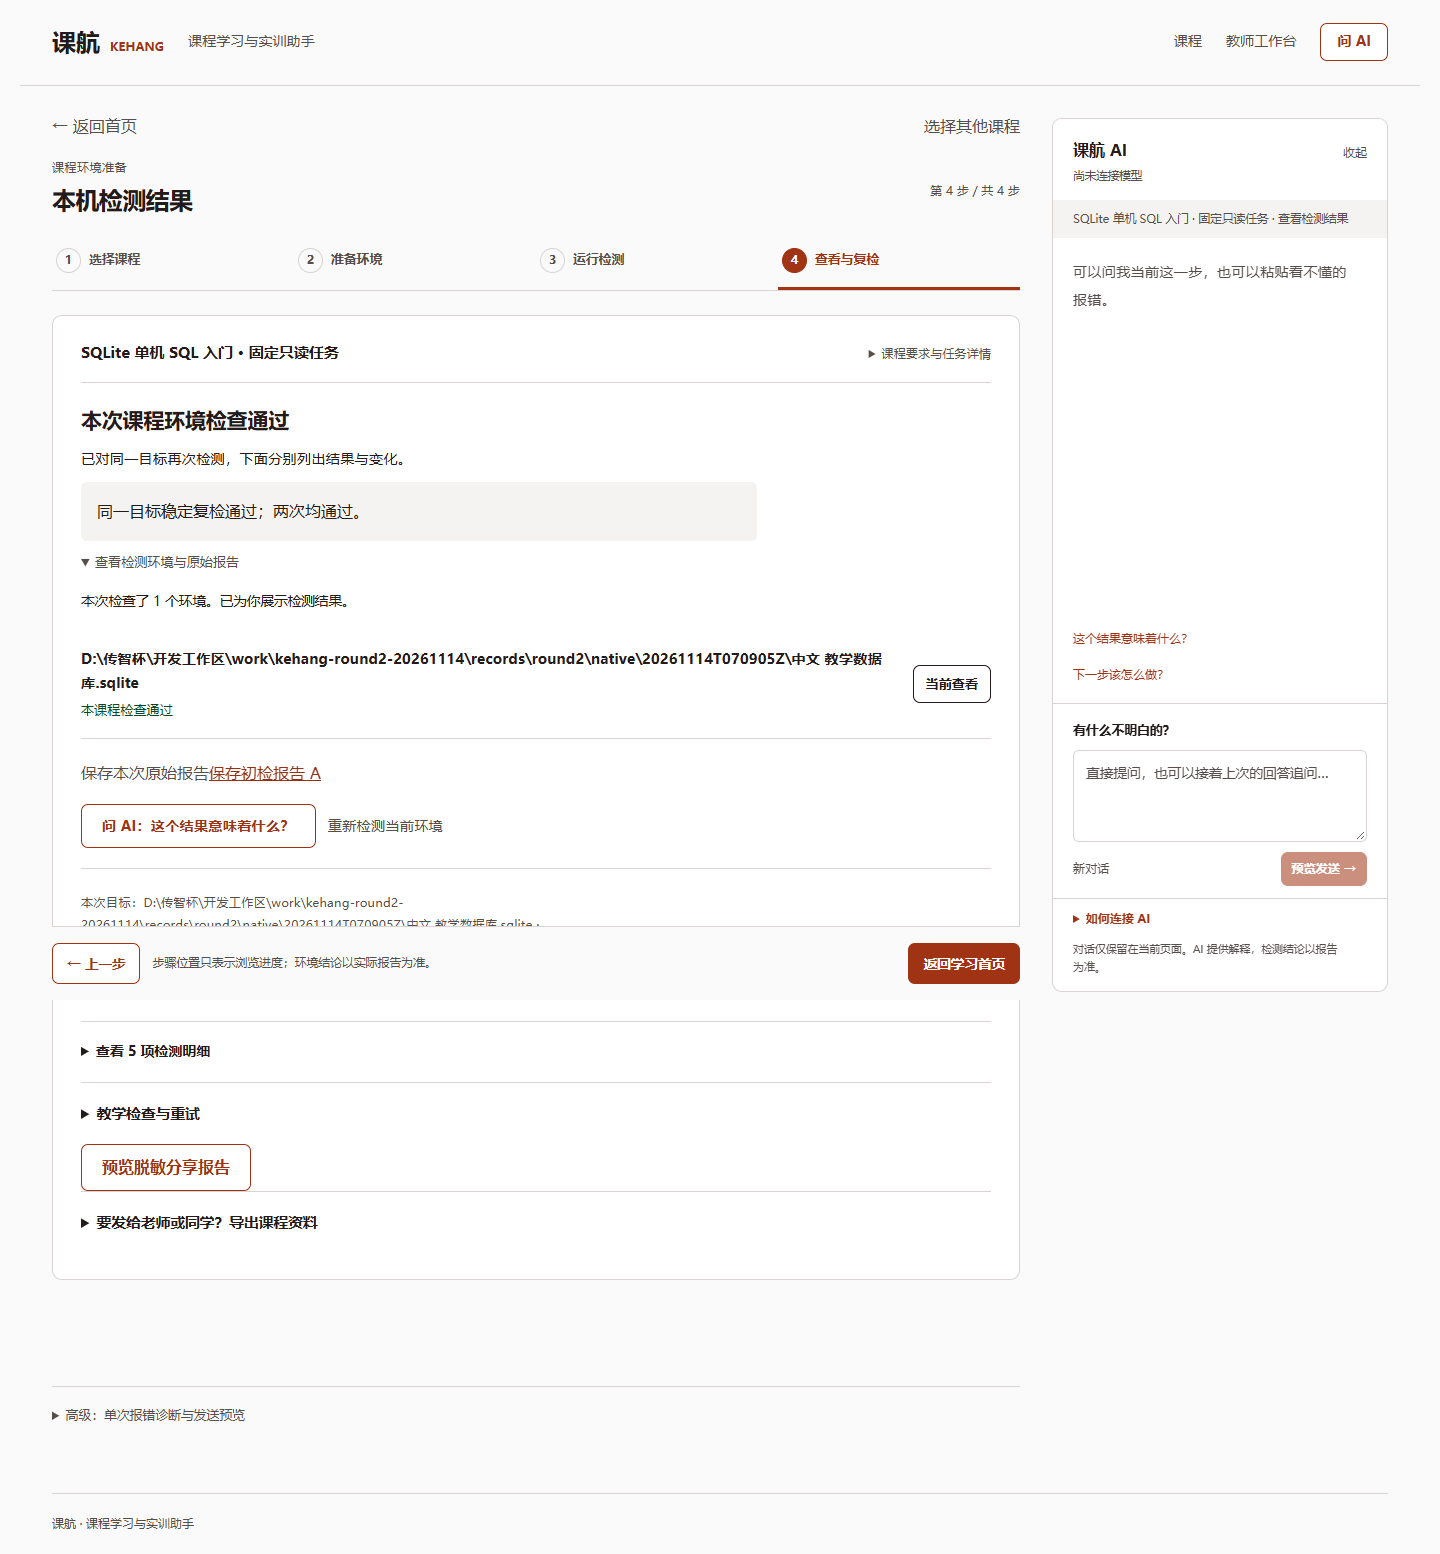 课航 KEHANG 课程学习与实训助手
课程 教师工作台 问 AI
← 返回首页
选择其他课程
课程环境准备
本机检测结果
第 4 步 / 共 4 步
1 选择课程
2 准备环境
3 运行检测
4 查看与复检
SQLite 单机 SQL 入门 · 固定只读任务
▶ 课程要求与任务详情
本次课程环境检查通过
已对同一目标再次检测，下面分别列出结果与变化。
同一目标稳定复检通过；两次均通过。
▼ 查看检测环境与原始报告
本次检查了 1 个环境。已为你展示检测结果。
D:\传智杯\开发工作区\work\kehang-round2-20261114\records\round2\native\20261114T070905Z\中文 教学数据
库.sqlite
本课程检查通过
当前查看
保存本次原始报告保存初检报告 A
问 AI：这个结果意味着什么？
重新检测当前环境
本次目标：D:\传智杯\开发工作区\work\kehang-round2-
20261114\records\round2\native\20261114T070905Z\中文 教学数据库.sqlite ·
← 上一步
步骤位置只表示浏览进度；环境结论以实际报告为准。
返回学习首页
▶ 查看 5 项检测明细
▶ 教学检查与重试
预览脱敏分享报告
▶ 要发给老师或同学？导出课程资料
▶ 高级：单次报错诊断与发送预览
课航 · 课程学习与实训助手
课航 AI
收起
尚未连接模型
SQLite 单机 SQL 入门 · 固定只读任务 · 查看检测结果
可以问我当前这一步，也可以粘贴看不懂的
报错。
这个结果意味着什么？
下一步该怎么做？
有什么不明白的？
直接提问，也可以接着上次的回答追问...
新对话
预览发送 →
▶ 如何连接 AI
对话仅保留在当前页面。AI 提供解释，检测结论以报告
为准。